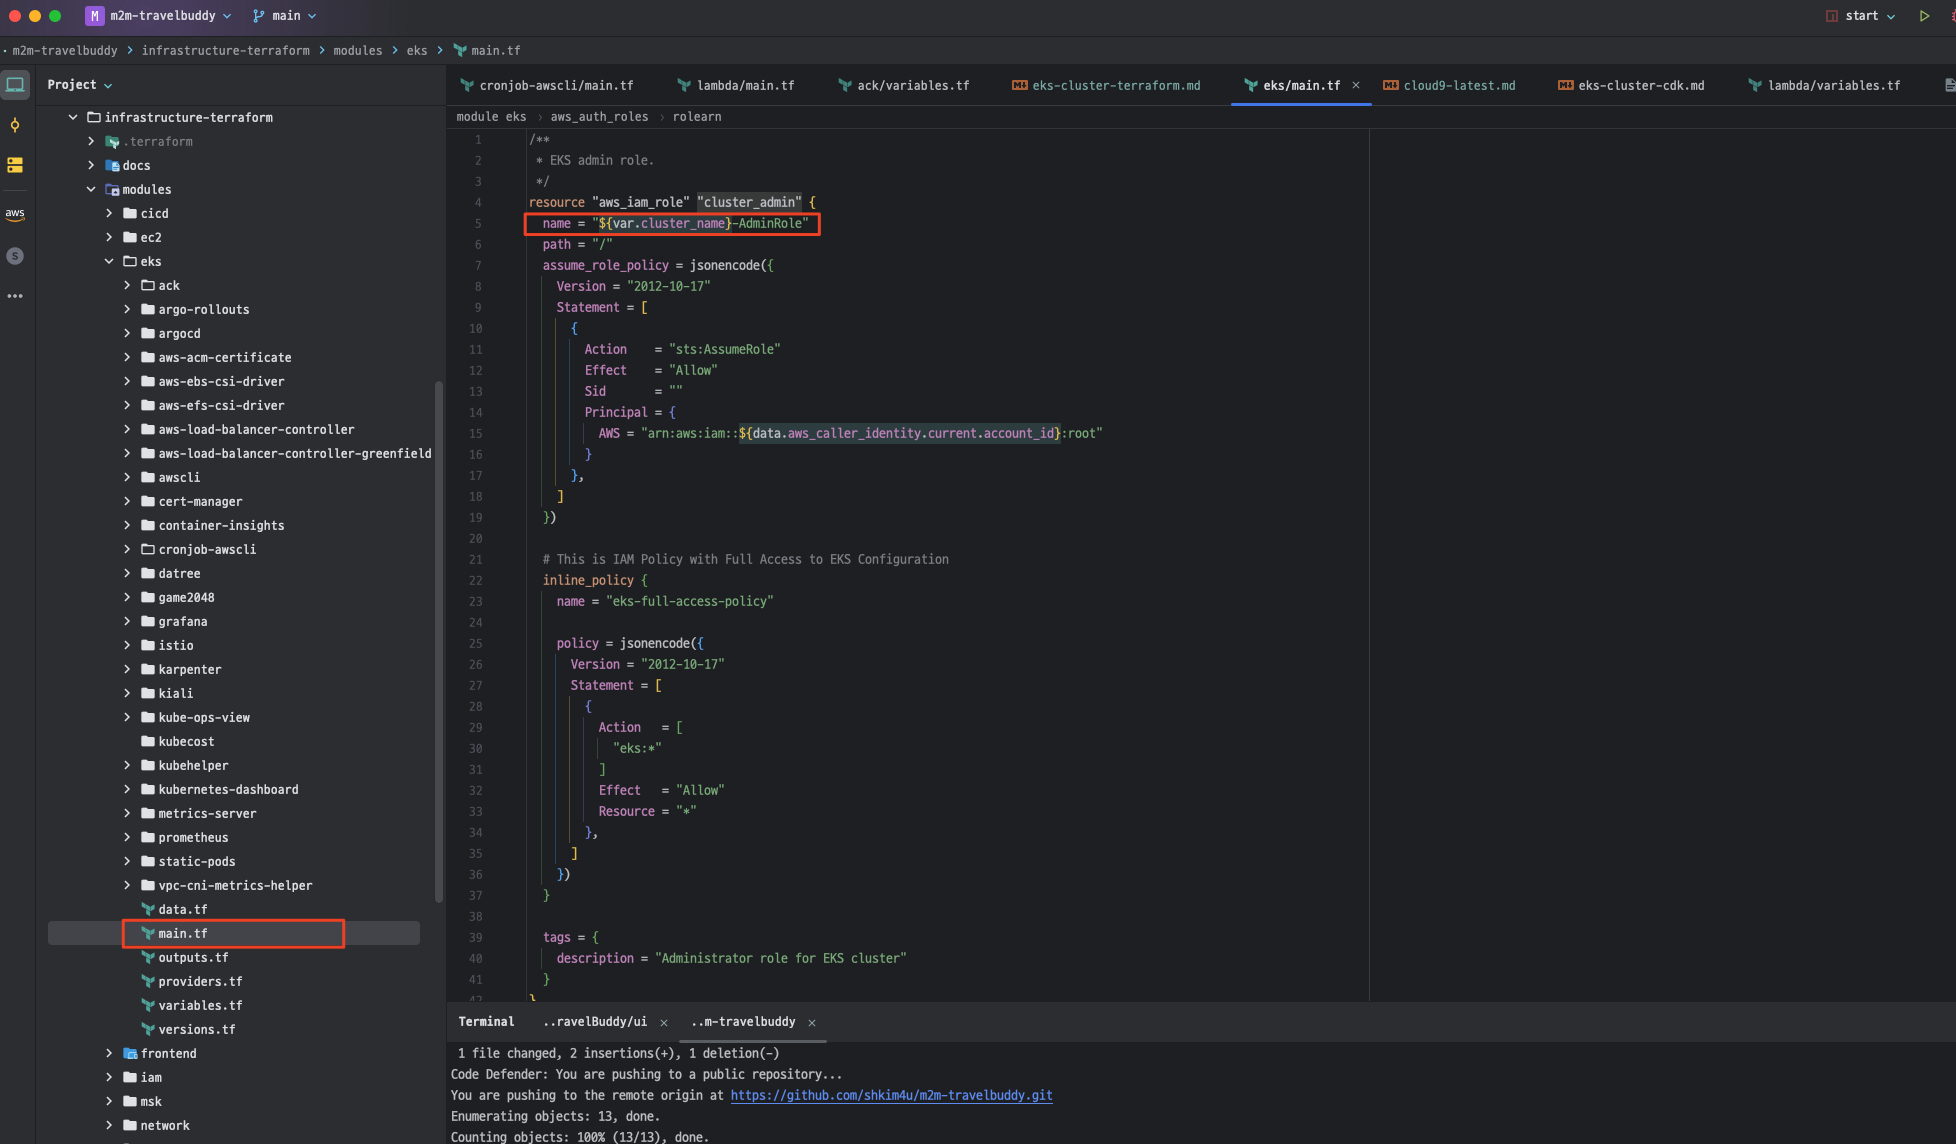 M m2m-travelbuddy main start
m2m-travelbuddy > infrastructure-terraform > modules > eks > main.tf
Project
infrastructure-terraform
.terraform
docs
modules
cicd
ec2
eks
ack
argo-rollouts
argocd
aws-acm-certificate
aws-ebs-csi-driver
aws-efs-csi-driver
aws-load-balancer-controller
aws-load-balancer-controller-greenfield
awscli
cert-manager
container-insights
cronjob-awscli
datree
game2048
grafana
istio
karpenter
kiali
kube-ops-view
kubecost
kubehelper
kubernetes-dashboard
metrics-server
prometheus
static-pods
vpc-cni-metrics-helper
data.tf
main.tf
outputs.tf
providers.tf
variables.tf
versions.tf
frontend
iam
msk
network
aws
S
cronjob-awscli/main.tf lambda/main.tf ack/variables.tf eks-cluster-terraform.md eks/main.tf × cloud9-latest.md eks-cluster-cdk.md lambda/variables.tf
module eks > aws_auth_roles > rolearn
1 /**
2 * EKS admin role.
3 */
4 resource "aws_iam_role" "cluster_admin" {
5 name = "${var.cluster_name}-AdminRole"
6 path = "/"
7 assume_role_policy = jsonencode({
8 Version = "2012-10-17"
9 Statement = [
10 {
11 Action = "sts:AssumeRole"
12 Effect = "Allow"
13 Sid = ""
14 Principal = {
15 AWS = "arn:aws:iam::${data.aws_caller_identity.current.account_id}:root"
16 }
17 },
18 ]
19 })
20
21 # This is IAM Policy with Full Access to EKS Configuration
22 inline_policy {
23 name = "eks-full-access-policy"
24
25 policy = jsonencode({
26 Version = "2012-10-17"
27 Statement = [
28 {
29 Action = [
30 "eks:*"
31 ]
32 Effect = "Allow"
33 Resource = "*"
34 },
35 ]
36 })
37 }
38
39 tags = {
40 description = "Administrator role for EKS cluster"
41 }
42 }
Terminal ..ravelBuddy/ui × ..m-travelbuddy ×
1 file changed, 2 insertions(+), 1 deletion(-)
Code Defender: You are pushing to a public repository...
You are pushing to the remote origin at https://github.com/shkim4u/m2m-travelbuddy.git
Enumerating objects: 13, done.
Counting objects: 100% (13/13), done.